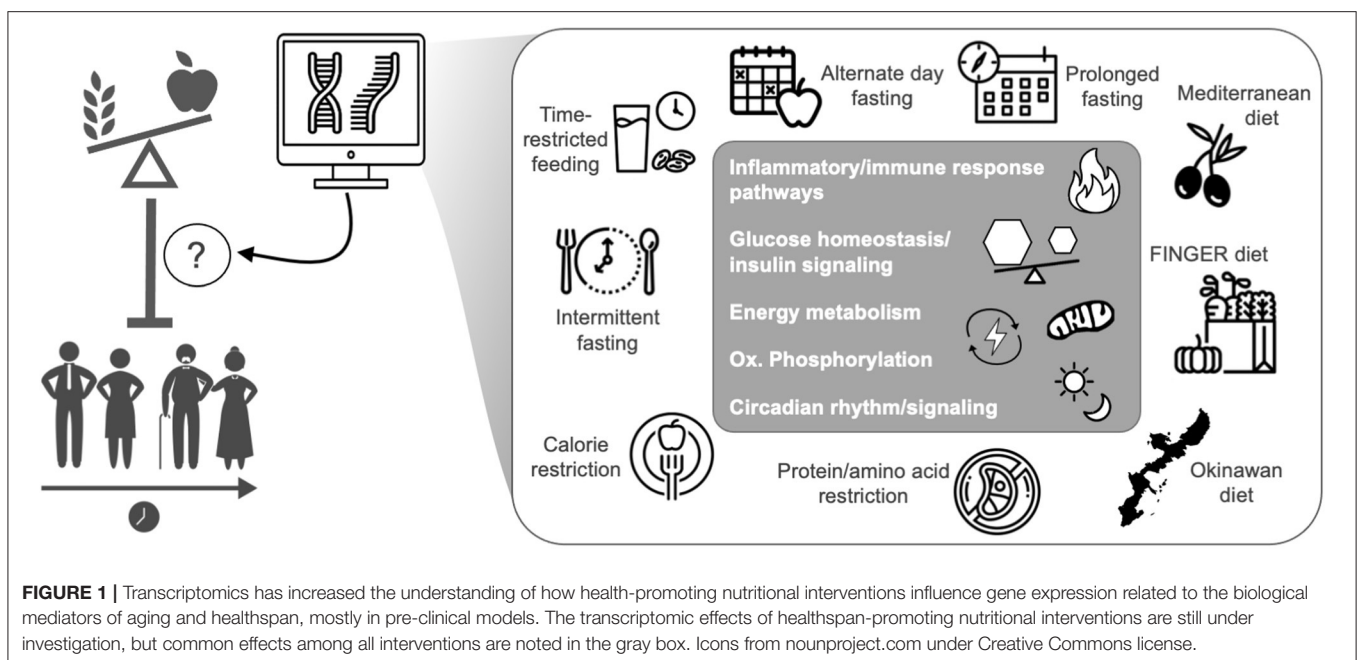 ?
Time-
restricted
feeding
Alternate day
fasting
Prolonged
fasting
Mediterranean
diet
Intermittent
fasting
Inflammatory/immune response
pathways
Glucose homeostasis/
insulin signaling
Energy metabolism
Ox. Phosphorylation
Circadian rhythm/signaling
FINGER diet
Calorie
restriction
Protein/amino acid
restriction
Okinawan
diet
FIGURE 1 | Transcriptomics has increased the understanding of how health-promoting nutritional interventions influence gene expression related to the biological
mediators of aging and healthspan, mostly in pre-clinical models. The transcriptomic effects of healthspan-promoting nutritional interventions are still under
investigation, but common effects among all interventions are noted in the gray box. Icons from nounproject.com under Creative Commons license.